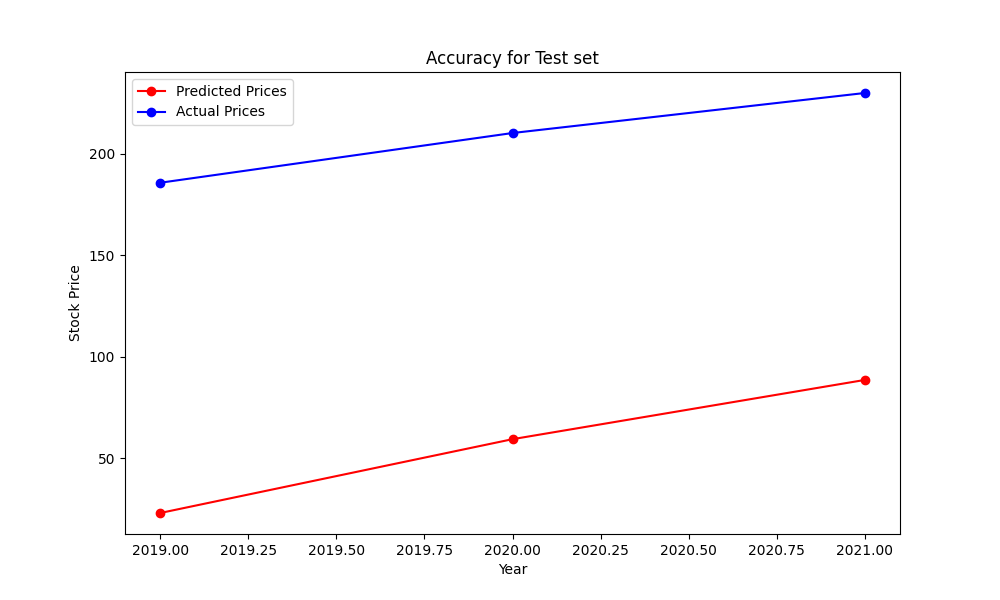 Accuracy for Test set
Predicted Prices
Actual Prices
200
150
100
50
Stock Price
2019.00 2019.25 2019.50 2019.75 2020.00 2020.25 2020.50 2020.75 2021.00
Year